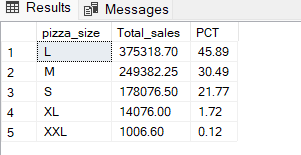 Results Messages
pizza_size Total_sales PCT
1 L 375318.70 45.89
2 M 249382.25 30.49
3 S 178076.50 21.77
4 XL 14076.00 1.72
5 XXL 1006.60 0.12